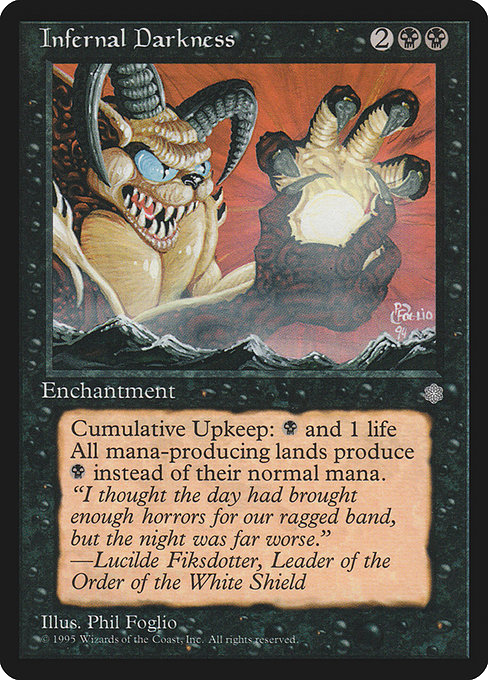 Infernal Darkness 2
PS
Foglio
94
Enchantment
Cumulative Upkeep: and 1 life
All mana-producing lands produce
instead of their normal mana.
“I thought the day had brought
enough horrors for our ragged band,
but the night was far worse.”
—Lucilde Fiksdotter, Leader of the
Order of the White Shield
Illus. Phil Foglio
© 1995 Wizards of the Coast, Inc. All rights reserved.